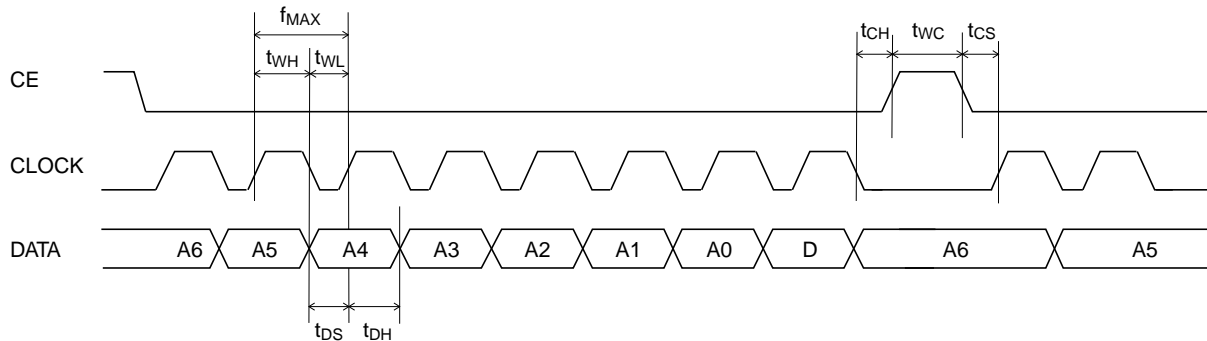 fMAX
tCH tWC tCS
tWH tWL
CE
CLOCK
DATA A6 A5 A4 A3 A2 A1 A0 D A6 A5
tDS tDH